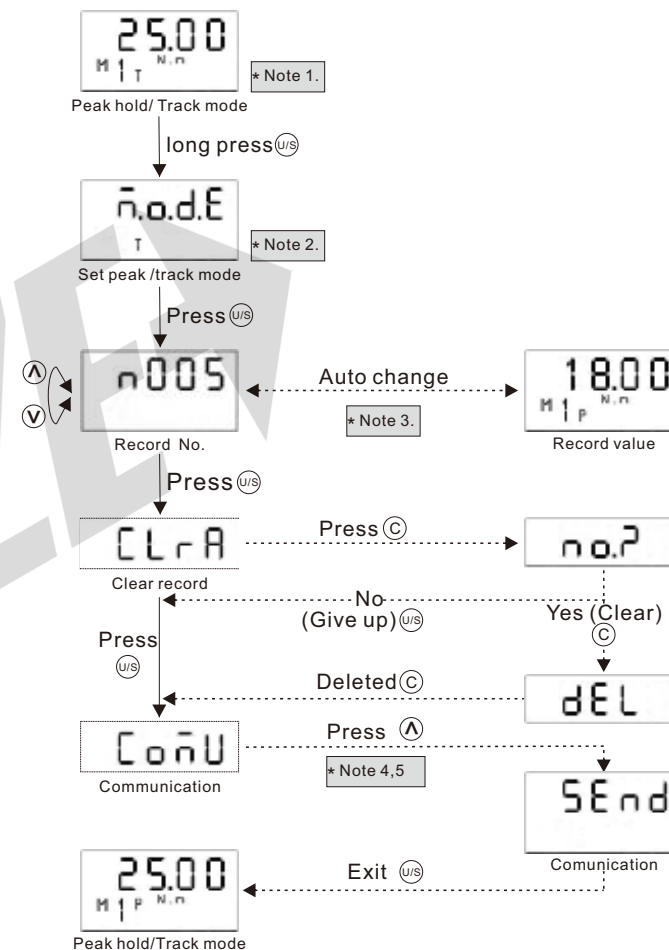 25.00
M 1 T N.m
* Note 1.
Peak hold/ Track mode
long press U/S
m.o.d.E
T
* Note 2.
Set peak /track mode
Press U/S
n005
Auto change
18.00
M 1 P N.m
* Note 3.
Record No.
Record value
Press U/S
CLrA
Press C
no.?
Clear record
No
(Give up) U/S
Yes (Clear)
C
Press
U/S
Deleted C
dEL
ComU
Press
* Note 4,5
SEnd
Communication
Comunication
Exit U/S
25.00
M 1 P N.m
Peak hold/Track mode